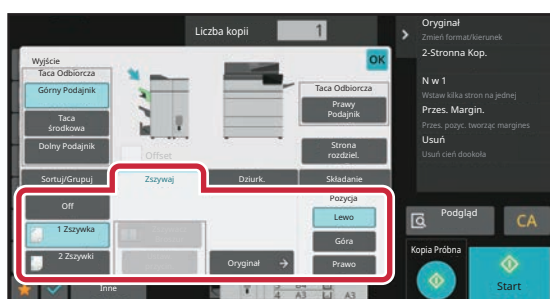 Liczba kopii 1
Wyjście
OK
Taca Odbiorcza
Górny Podajnik
Taca
środkowa
Dolny Podajnik
Offset
Taca Odbiorcza
Prawy
Podajnik
Strona
rozdziel.
Sortuj/Grupuj
Zszywaj
Dziurk.
Składanie
Off
1 Zszywka
2 Zszywki
Oryginał
Pozycja
Lewo
Góra
Prawo
Inne
A3
A3
Oryginał
Zmień format/kierunek
2-Stronna Kop.
N w 1
Wstaw kilka stron na jednej
Przes. Margin.
Przes. pozyc. tworząc margines
Usuń
Usuń cień dookoła
Podgląd
CA
Kopia Próbna
Start